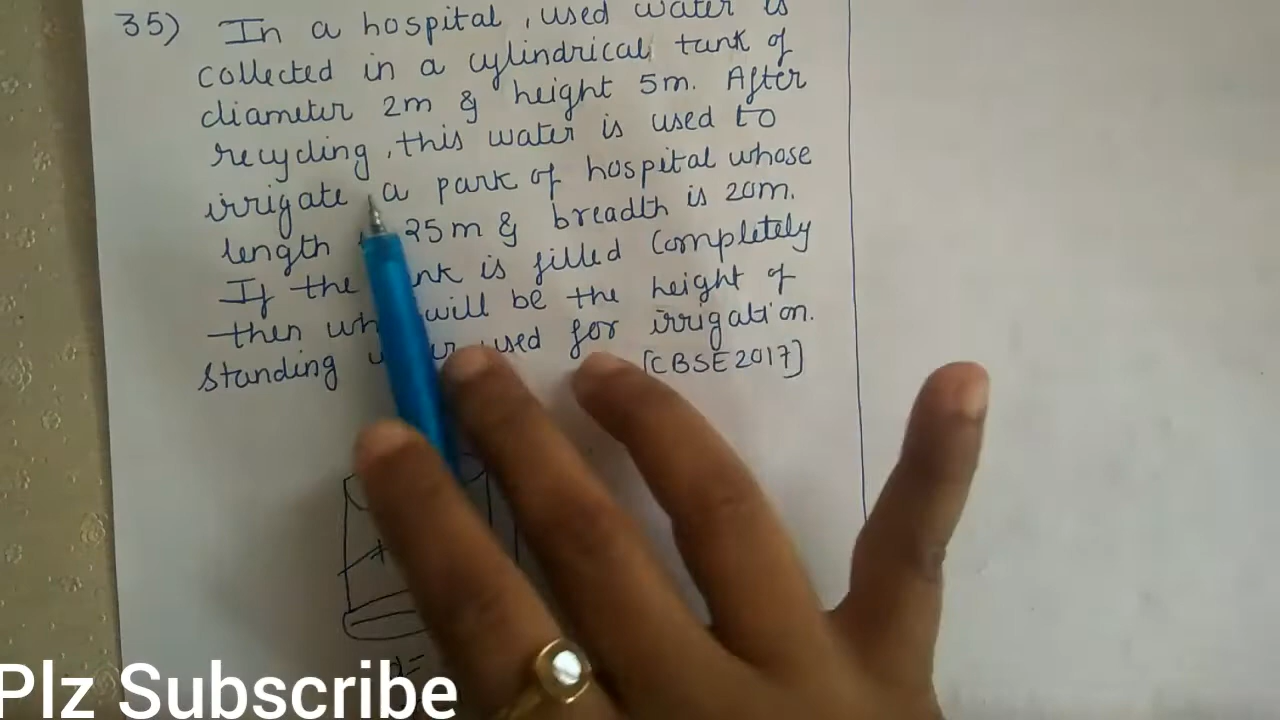 35) In a hospital, used water is
collected in a cylindrical tank of
diameter 2m & height 5m. After
recycling, this water is used to
irrigate a park of hospital whose
length 25m & breadth is 20m.
If the is filled completely
then will be the height of
standing used for irrigation.
[CBSE 2017]
d=
Plz Subscribe